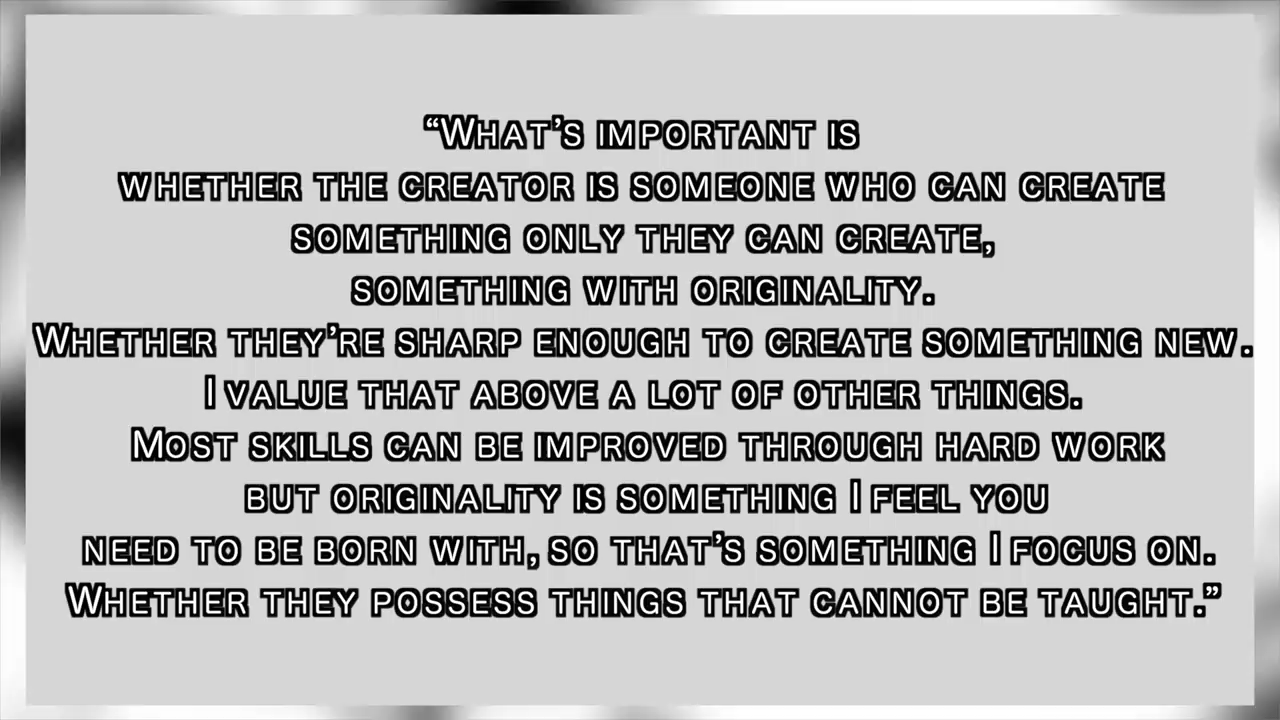 “What’s important is
whether the creator is someone who can create
something only they can create,
something with originality.
Whether they’re sharp enough to create something new.
I value that above a lot of other things.
Most skills can be improved through hard work
but originality is something I feel you
need to be born with, so that’s something I focus on.
Whether they possess things that cannot be taught.”